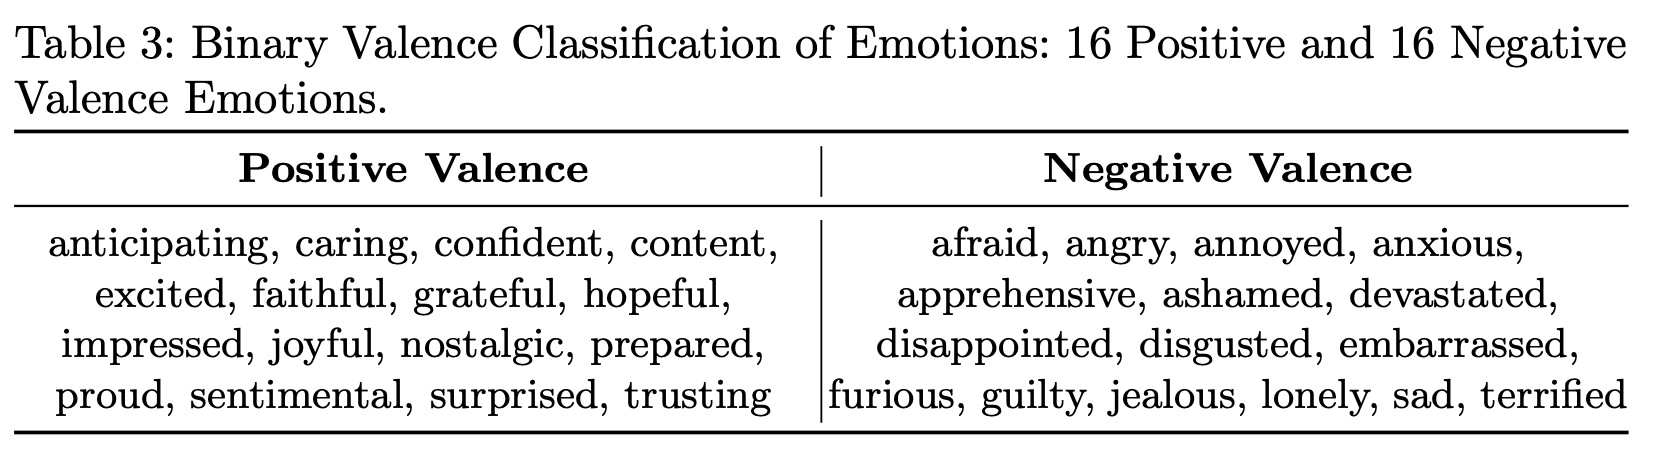 Table 3: Binary Valence Classification of Emotions: 16 Positive and 16 Negative
Valence Emotions.
Positive Valence
Negative Valence
anticipating, caring, confident, content,
excited, faithful, grateful, hopeful,
impressed, joyful, nostalgic, prepared,
proud, sentimental, surprised, trusting
afraid, angry, annoyed, anxious,
apprehensive, ashamed, devastated,
disappointed, disgusted, embarrassed,
furious, guilty, jealous, lonely, sad, terrified